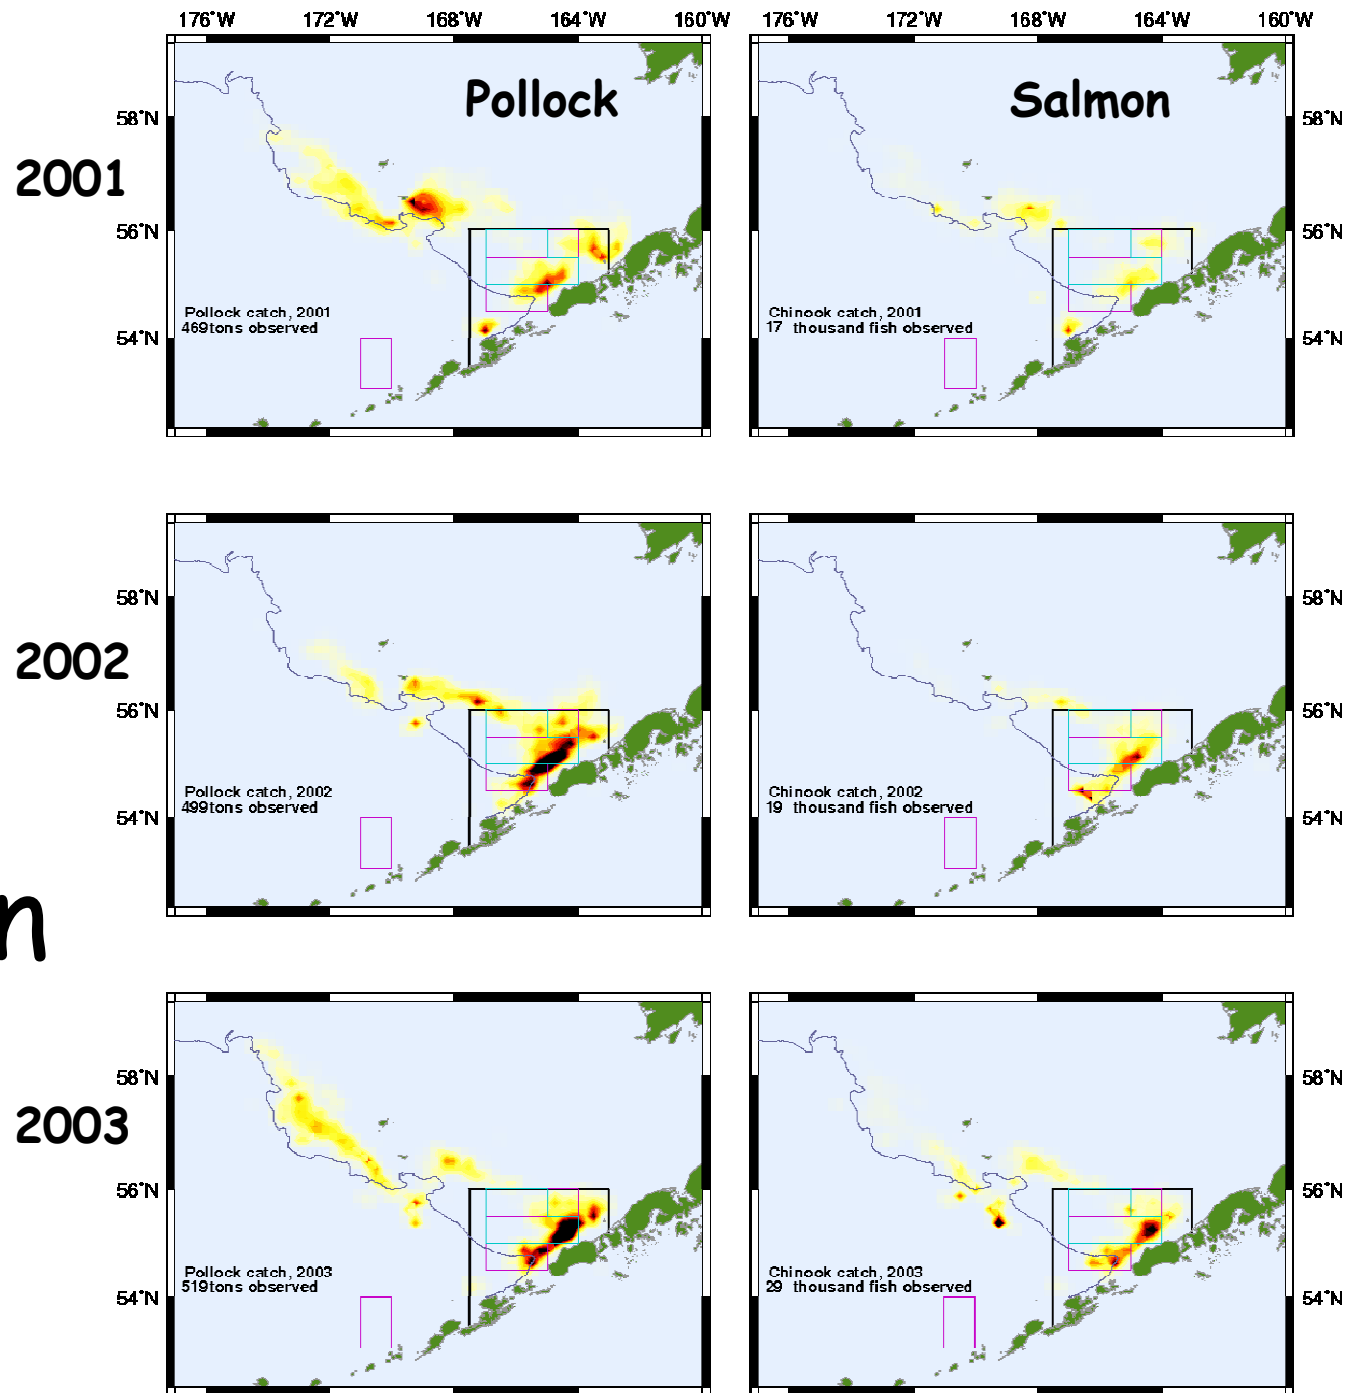 176°W 172°W 168°W 164°W 160°W 176°W 172°W 168°W 164°W 160°W
Pollock Salmon
58°N 58°N
2001
56°N 56°N
Pollock catch, 2001 Chinook catch, 2001
469tons observed 17 thousand fish observed
54°N 54°N
58°N 58°N
2002
56°N 56°N
Pollock catch, 2002 Chinook catch, 2002
499tons observed 19 thousand fish observed
54°N 54°N
n
58°N 58°N
2003
56°N 56°N
Pollock catch, 2003 Chinook catch, 2003
519tons observed 29 thousand fish observed
54°N 54°N